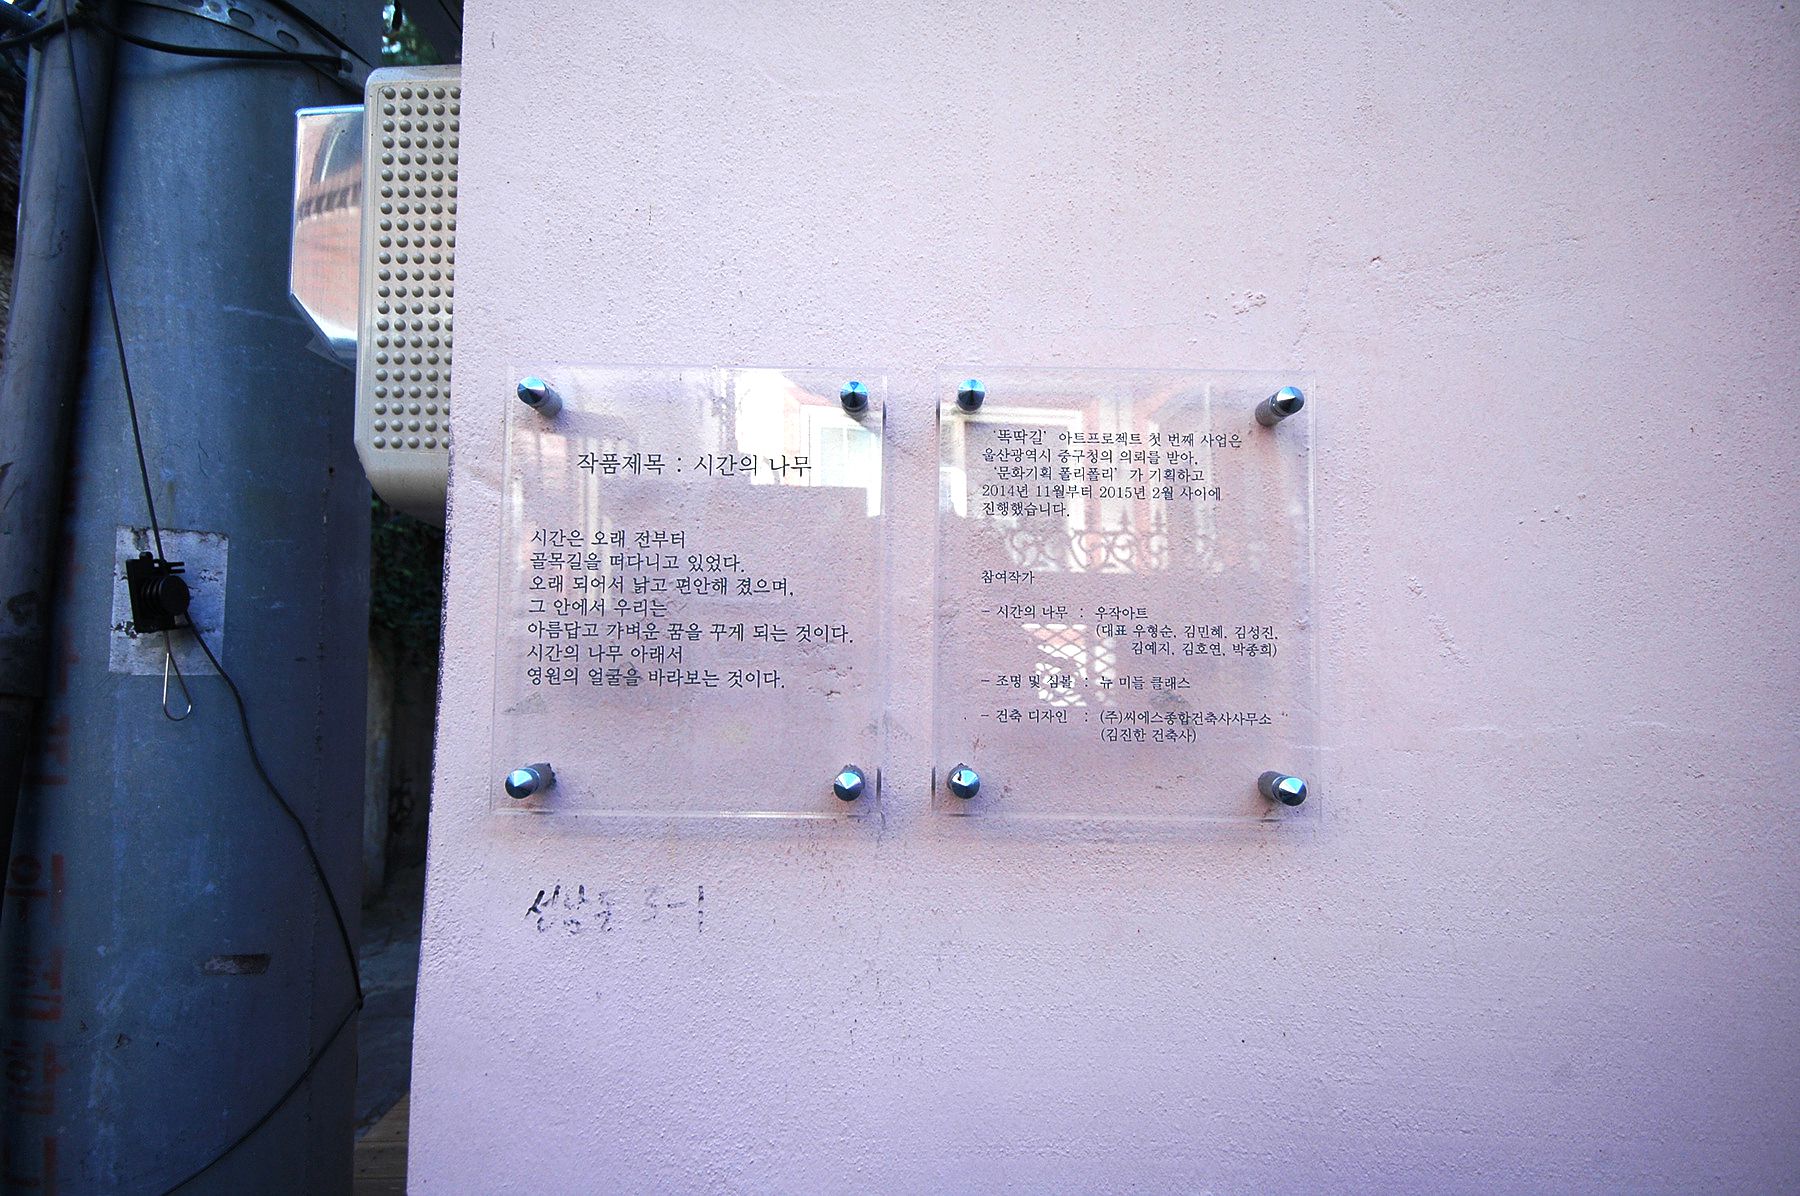 작품제목 : 시간의 나무
시간은 오래 전부터
골목길을 떠다니고 있었다.
오래 되어서 낡고 편안해 졌으며,
그 안에서 우리는
아름답고 가벼운 꿈을 꾸게 되는 것이다.
시간의 나무 아래서
영원의 얼굴을 바라보는 것이다.
'똑딱길' 아트프로젝트 첫 번째 사업은
울산광역시 중구청의 의뢰를 받아,
'문화기획 폴리폴리' 가 기획하고
2014년 11월부터 2015년 2월 사이에
진행했습니다.
참여작가
- 시간의 나무 : 우작아트
(대표 우형순, 김민혜, 김성진,
김예지, 김호연, 박종희)
- 조명 및 심볼 : 뉴 미들 클래스
- 건축 디자인 : (주)씨에스종합건축사사무소
(김진한 건축사)
성남동